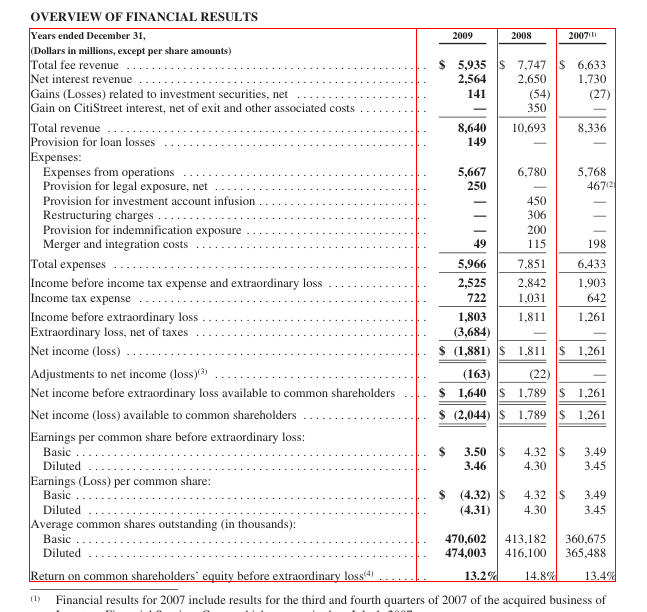 OVERVIEW OF FINANCIAL RESULTS
Years ended December 31, 2009 2008 2007(1)
(Dollars in millions, except per share amounts)
Total fee revenue $ 5,935 $ 7,747 $ 6,633
Net interest revenue 2,564 2,650 1,730
Gains (Losses) related to investment securities, net 141 (54) (27)
Gain on CitiStreet interest, net of exit and other associated costs — 350 —
Total revenue 8,640 10,693 8,336
Provision for loan losses 149 — —
Expenses:
Expenses from operations 5,667 6,780 5,768
Provision for legal exposure, net 250 — 467(2)
Provision for investment account infusion — 450 —
Restructuring charges — 306 —
Provision for indemnification exposure — 200 —
Merger and integration costs 49 115 198
Total expenses 5,966 7,851 6,433
Income before income tax expense and extraordinary loss 2,525 2,842 1,903
Income tax expense 722 1,031 642
Income before extraordinary loss 1,803 1,811 1,261
Extraordinary loss, net of taxes (3,684) — —
Net income (loss) $ (1,881) $ 1,811 $ 1,261
Adjustments to net income (loss)(3) (163) (22) —
Net income before extraordinary loss available to common shareholders $ 1,640 $ 1,789 $ 1,261
Net income (loss) available to common shareholders $ (2,044) $ 1,789 $ 1,261
Earnings per common share before extraordinary loss:
Basic $ 3.50 $ 4.32 $ 3.49
Diluted 3.46 4.30 3.45
Earnings (Loss) per common share:
Basic $ (4.32) $ 4.32 $ 3.49
Diluted (4.31) 4.30 3.45
Average common shares outstanding (in thousands):
Basic 470,602 413,182 360,675
Diluted 474,003 416,100 365,488
Return on common shareholders' equity before extraordinary loss(4) 13.2% 14.8% 13.4%
(1) Financial results for 2007 include results for the third and fourth quarters of 2007 of the acquired business of